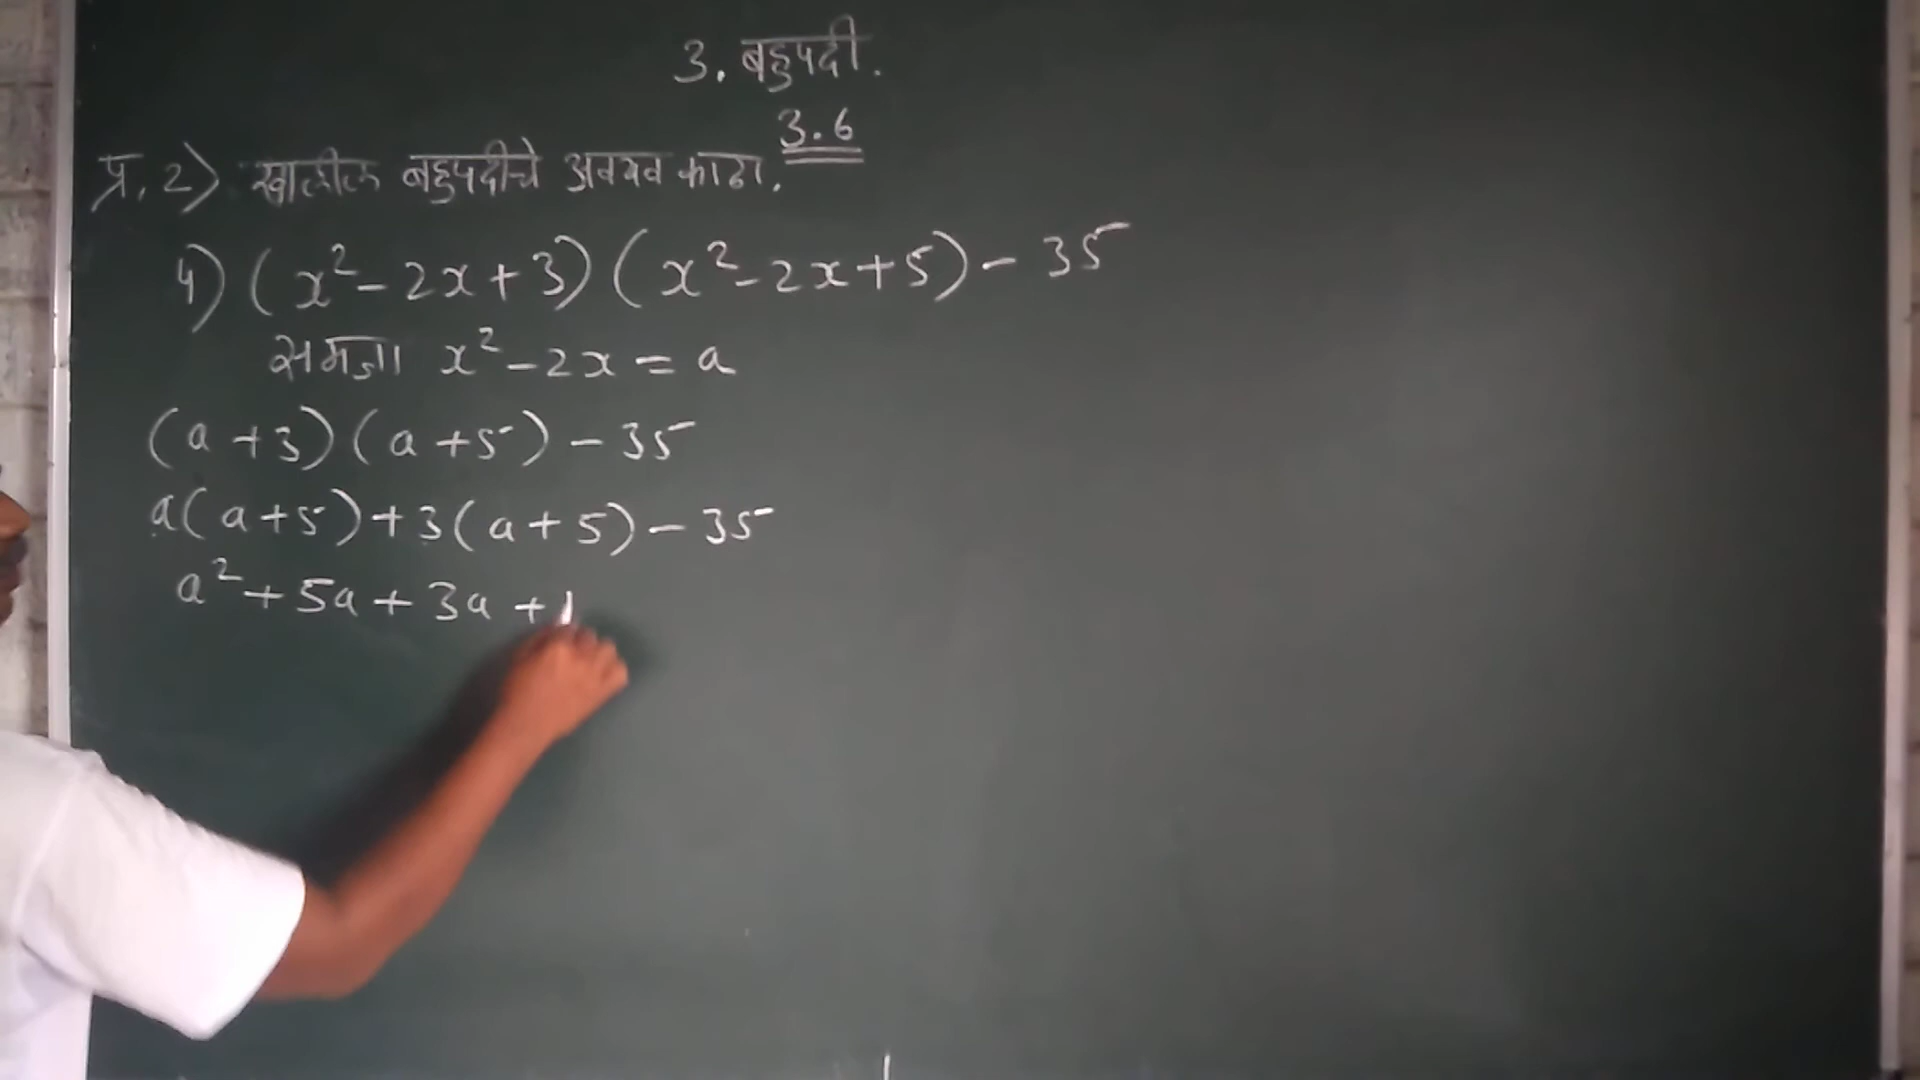 3. बहुपदी.
3.6
प्र. 2) खालील बहुपदीचे अवयव काढा.
4) (x² - 2x + 3) (x² - 2x + 5) - 35
समजा x² - 2x = a
(a + 3) (a + 5) - 35
a(a + 5) + 3(a + 5) - 35
a² + 5a + 3a + 1